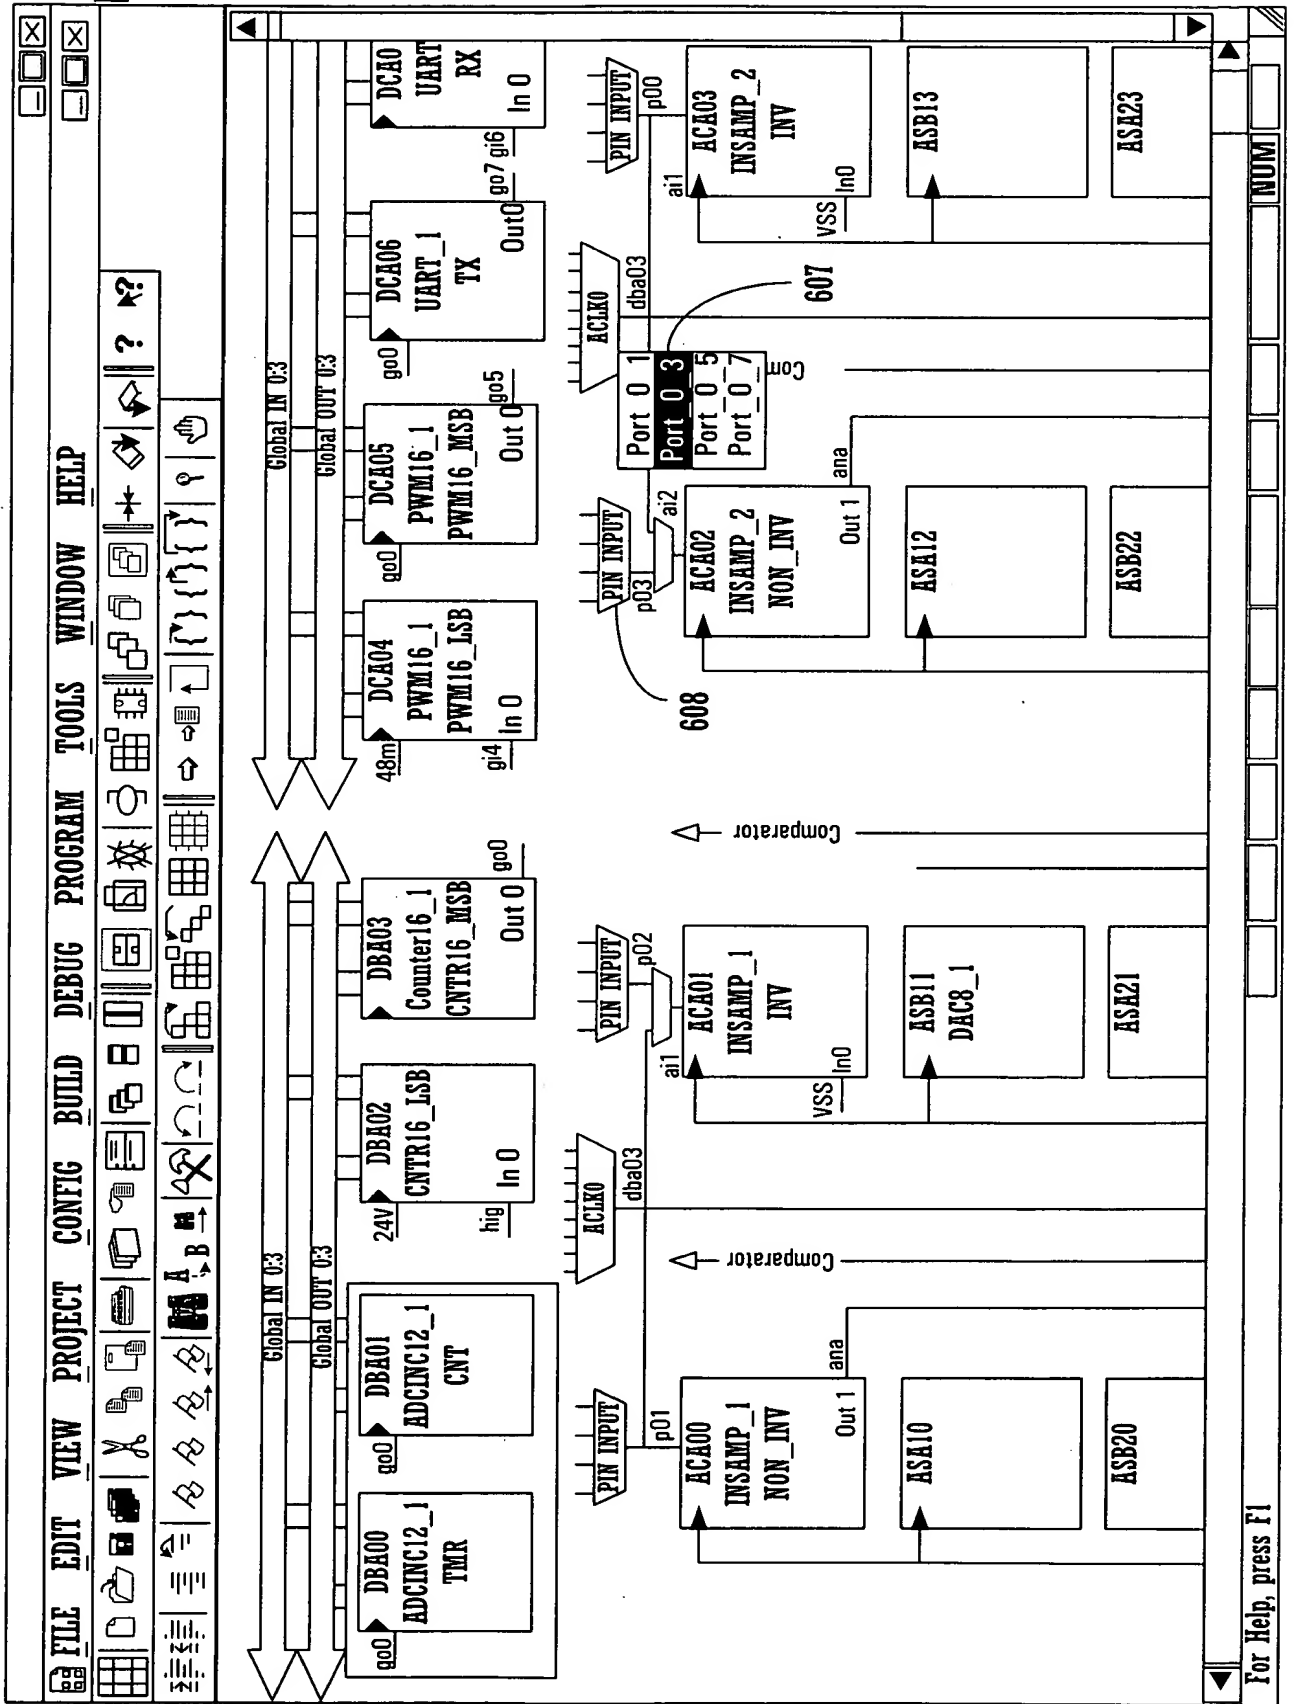 FILE EDIT VIEW PROJECT CONFIG BUILD DEBUG PROGRAM TOOLS WINDOW HELP
? ?
A
B
Global IN 0:3
Global OUT 0:3
Global IN 0:3
Global OUT 0:3
go0
DBA00
ADCINC12_1
TMR
go0
DBA01
ADCINC12_1
CNT
24V
DBA02
CNTR16_LSB
hig
In 0
DBA03
Counter16_1
CNTR16_MSB
Out 0
go0
48m
DCA04
PWM16_1
PWM16_LSB
gi4
In 0
go0
DCA05
PWM16_1
PWM16_MSB
Out 0
go5
go0
DCA06
UART_1
TX
Out0
go7
gi6
DCA0
UART
RX
In 0
PIN INPUT
p01
ACLK0
dba03
PIN INPUT
p02
PIN INPUT
p03
608
Port_0_1
Port_0_3
Port_0_5
Port_0_7
607
ACLK0
dba03
PIN INPUT
p00
ACA00
INSAMP_1
NON_INV
Out 1
ana
Comparator
ai1
ACA01
INSAMP_1
INV
VSS
In0
Comparator
ai2
ACA02
INSAMP_2
NON_INV
Out 1
ana
Com
ai1
ACA03
INSAMP_2
INV
VSS
In0
ASA10
ASB11
DAC8_1
ASA12
ASB13
ASB20
ASA21
ASB22
ASA23
For Help, press F1
NUM